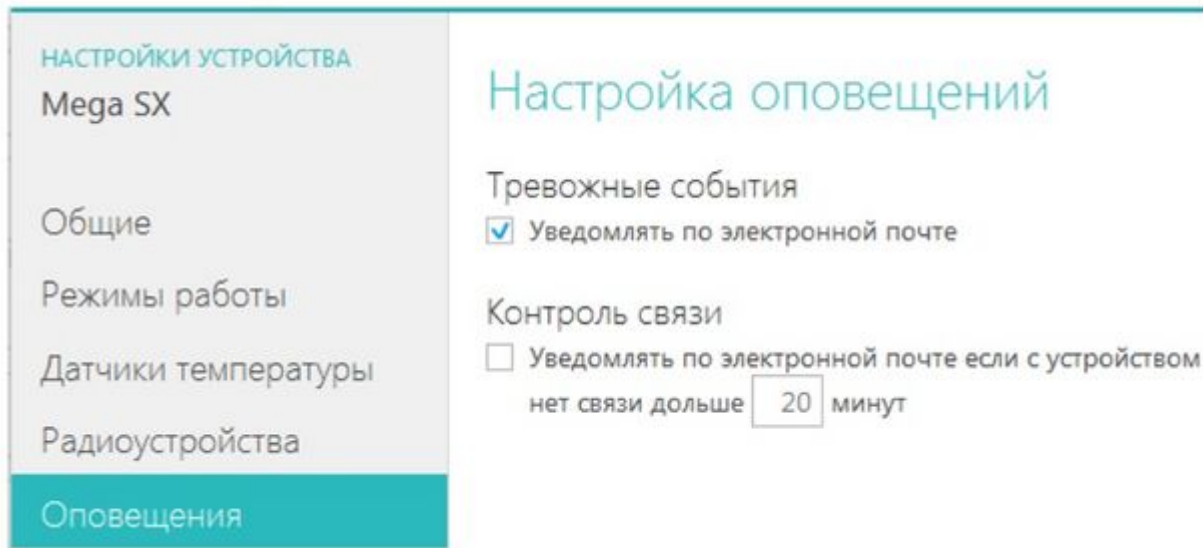 НАСТРОЙКИ УСТРОЙСТВА
Mega SX
Общие
Режимы работы
Датчики температуры
Радиоустройства
Оповещения
Настройка оповещений
Тревожные события
Уведомлять по электронной почте
Контроль связи
Уведомлять по электронной почте если с устройством
нет связи дольше 20 минут